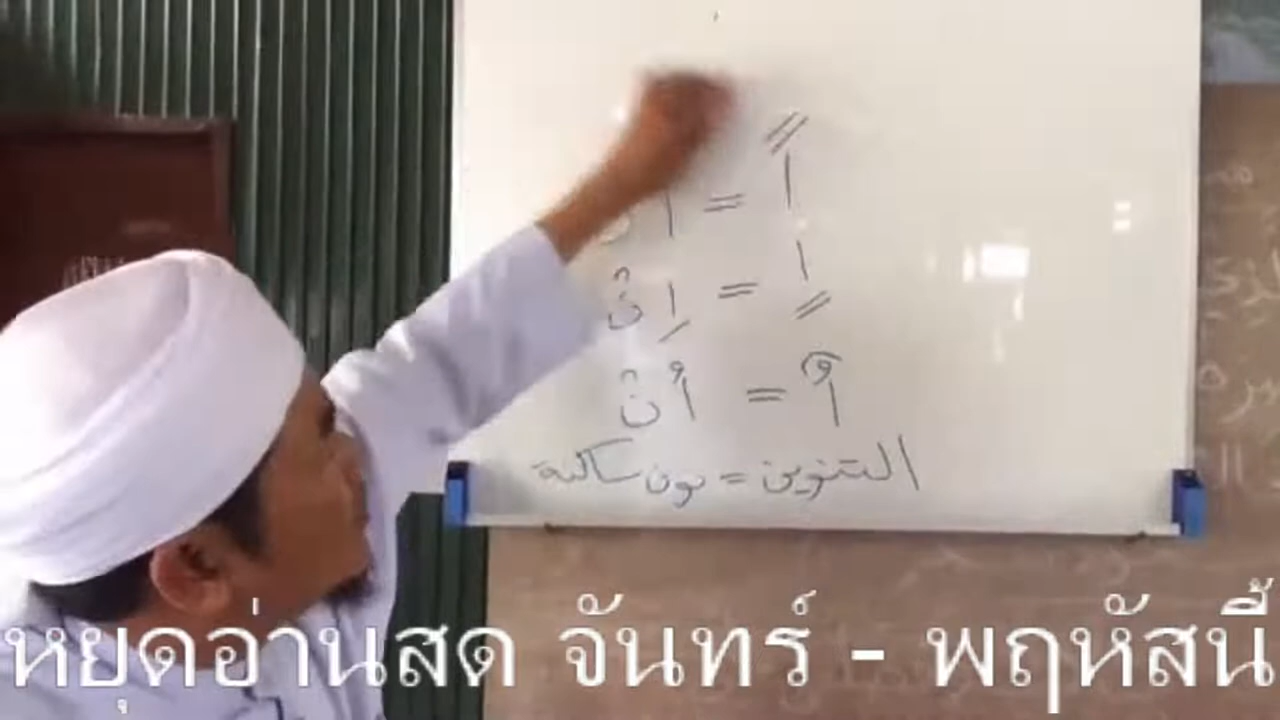 اً = اَنْ
اٍ = اِنْ
اٌ = اُنْ
التنوين = نون ساكنة
หยุดอ่านสด จันทร์ - พฤหัสนี้